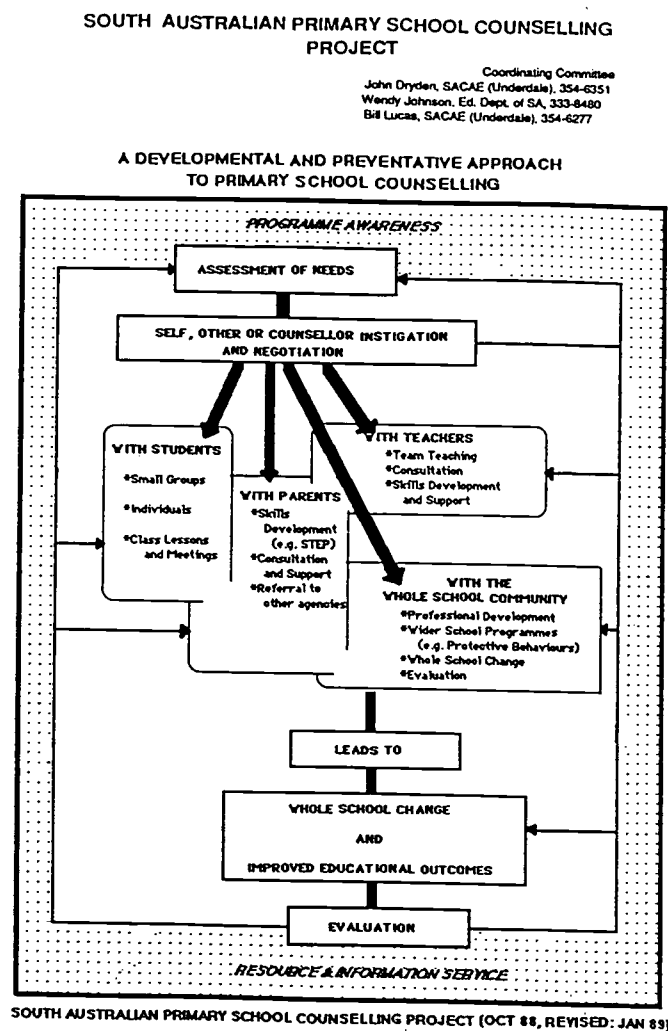 SOUTH AUSTRALIAN PRIMARY SCHOOL COUNSELLING
PROJECT
Coordinating Committee
John Dryden, SACAE (Underdale), 354-6351
Wendy Johnson, Ed. Dept. of SA, 333-8480
Bill Lucas, SACAE (Underdale), 354-6277
A DEVELOPMENTAL AND PREVENTATIVE APPROACH
TO PRIMARY SCHOOL COUNSELLING
PROGRAMME AWARENESS
ASSESSMENT OF NEEDS
SELF, OTHER OR COUNSELLOR INSTIGATION
AND NEGOTIATION
WITH STUDENTS
*Small Groups
*Individuals
*Class Lessons
and Meetings
WITH PARENTS
*Skills
Development
(e.g. STEP)
*Consultation
and Support
*Referral to
other agencies
WITH TEACHERS
*Team Teaching
*Consultation
*Skills Development
and Support
WITH THE
WHOLE SCHOOL COMMUNITY
*Professional Development
*Wider School Programmes
(e.g. Protective Behaviours)
*Whole School Change
*Evaluation
LEADS TO
WHOLE SCHOOL CHANGE
AND
IMPROVED EDUCATIONAL OUTCOMES
EVALUATION
RESOURCE & INFORMATION SERVICE
SOUTH AUSTRALIAN PRIMARY SCHOOL COUNSELLING PROJECT (OCT 88, REVISED: JAN